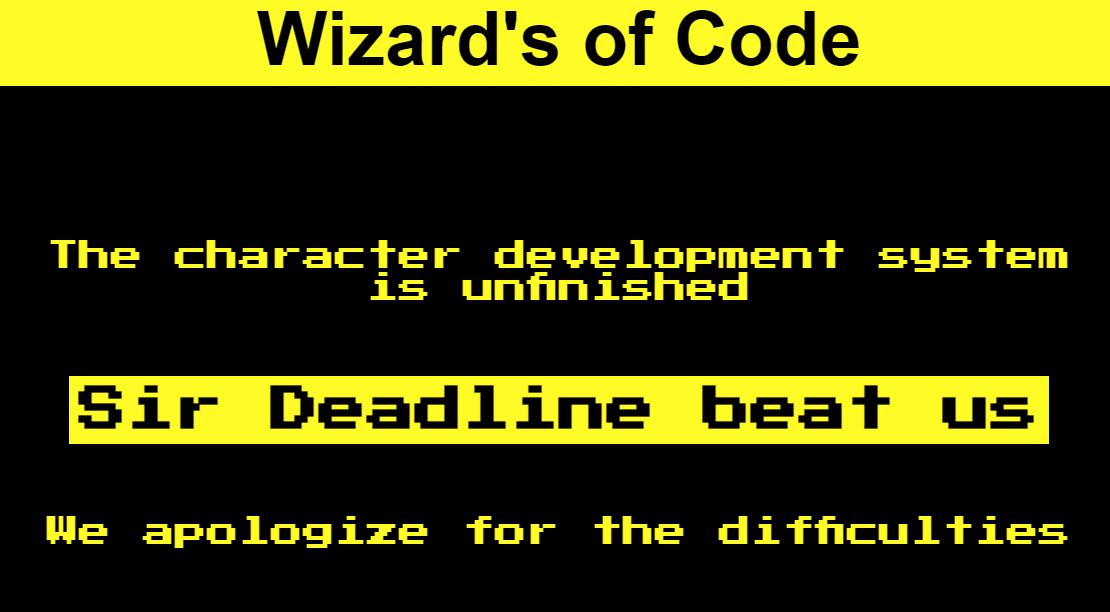 Wizard's of Code
The character development system
is unfinished
Sir Deadline beat us
We apologize for the difficulties